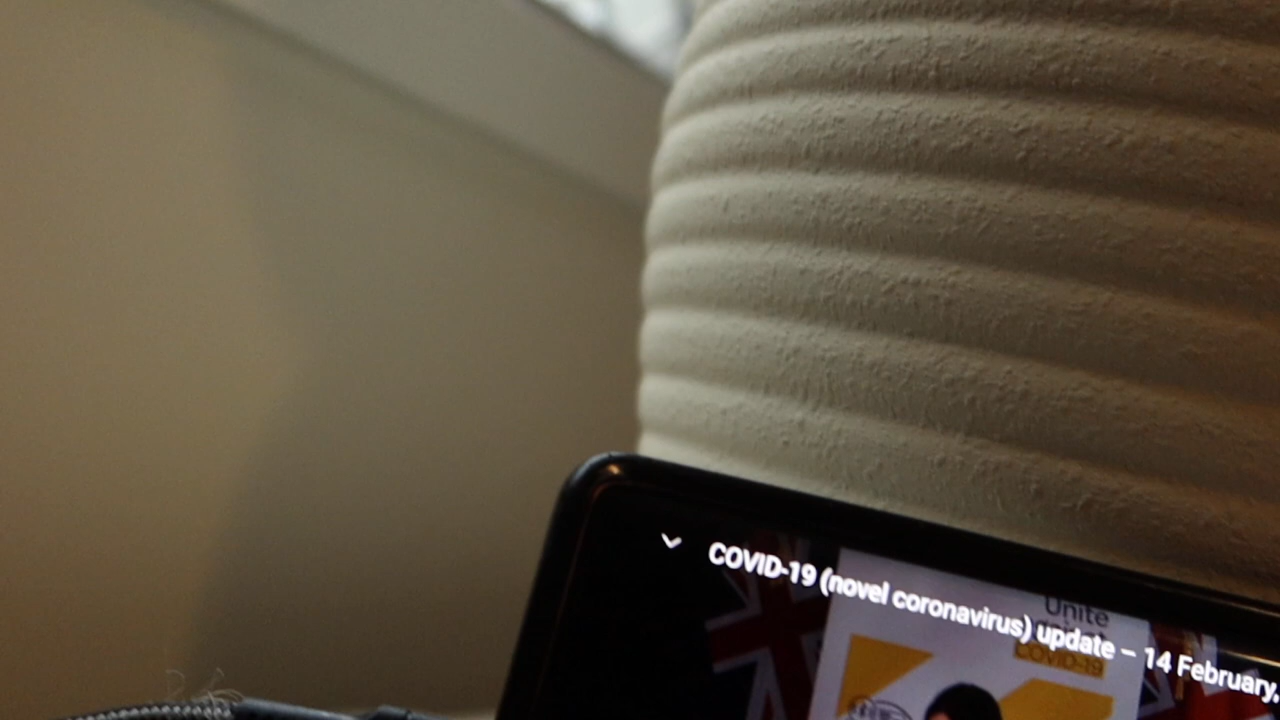 COVID-19 (novel coronavirus) update – 14 February,
Unite
COVID-19